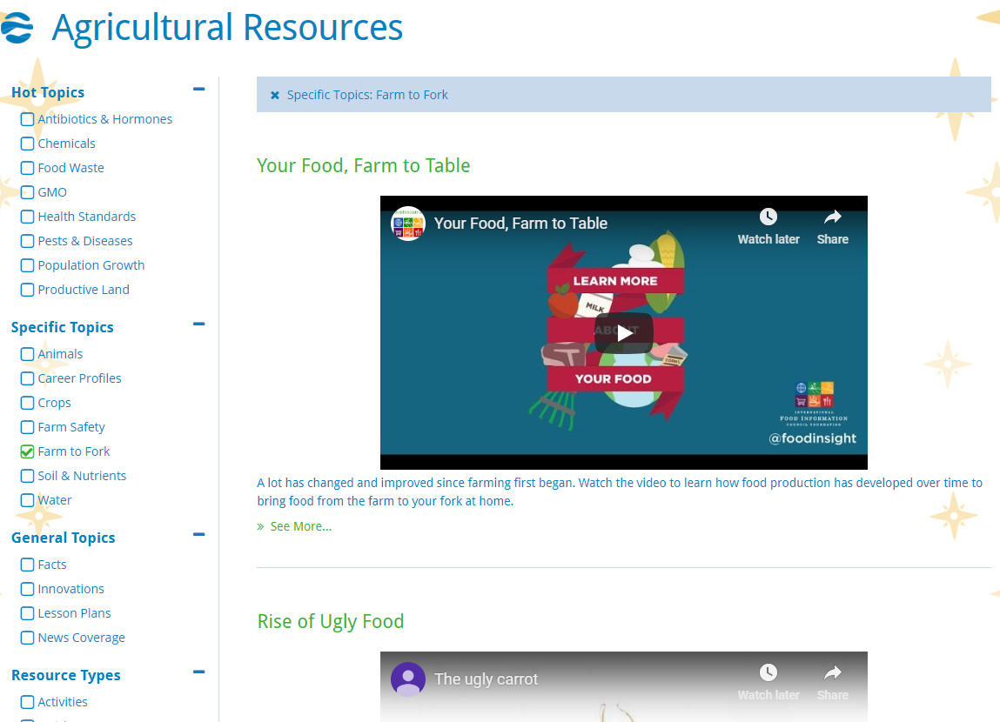 Agricultural Resources
Hot Topics
Antibiotics & Hormones
Chemicals
Food Waste
GMO
Health Standards
Pests & Diseases
Population Growth
Productive Land
Specific Topics
Animals
Career Profiles
Crops
Farm Safety
Farm to Fork
Soil & Nutrients
Water
General Topics
Facts
Innovations
Lesson Plans
News Coverage
Resource Types
Activities
Specific Topics: Farm to Fork
Your Food, Farm to Table
Your Food, Farm to Table
Watch later
Share
LEARN MORE
MILK
ABOUT
YOUR FOOD
INTERNATIONAL
FOOD INFORMATION
COUNCIL FOUNDATION
@foodinsight
A lot has changed and improved since farming first began. Watch the video to learn how food production has developed over time to
bring food from the farm to your fork at home.
» See More...
Rise of Ugly Food
The ugly carrot
Watch later
Share